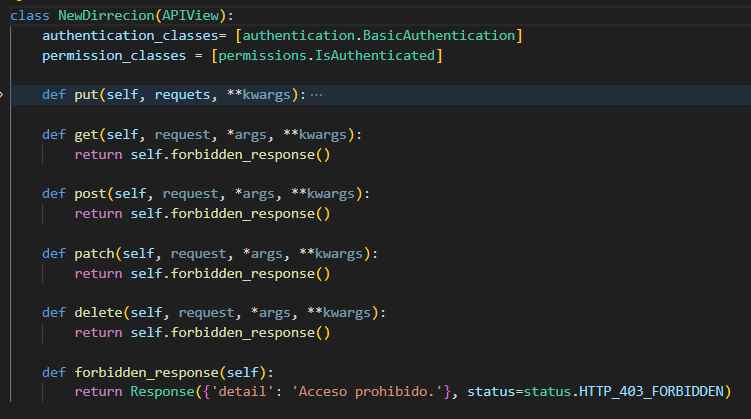 class NewDirrecion(APIView):
    authentication_classes= [authentication.BasicAuthentication]
    permission_classes = [permissions.IsAuthenticated]
    def put(self, requets, **kwargs):···
    def get(self, request, *args, **kwargs):
        return self.forbidden_response()
    def post(self, request, *args, **kwargs):
        return self.forbidden_response()
    def patch(self, request, *args, **kwargs):
        return self.forbidden_response()
    def delete(self, request, *args, **kwargs):
        return self.forbidden_response()
    def forbidden_response(self):
        return Response({'detail': 'Acceso prohibido.'}, status=status.HTTP_403_FORBIDDEN)